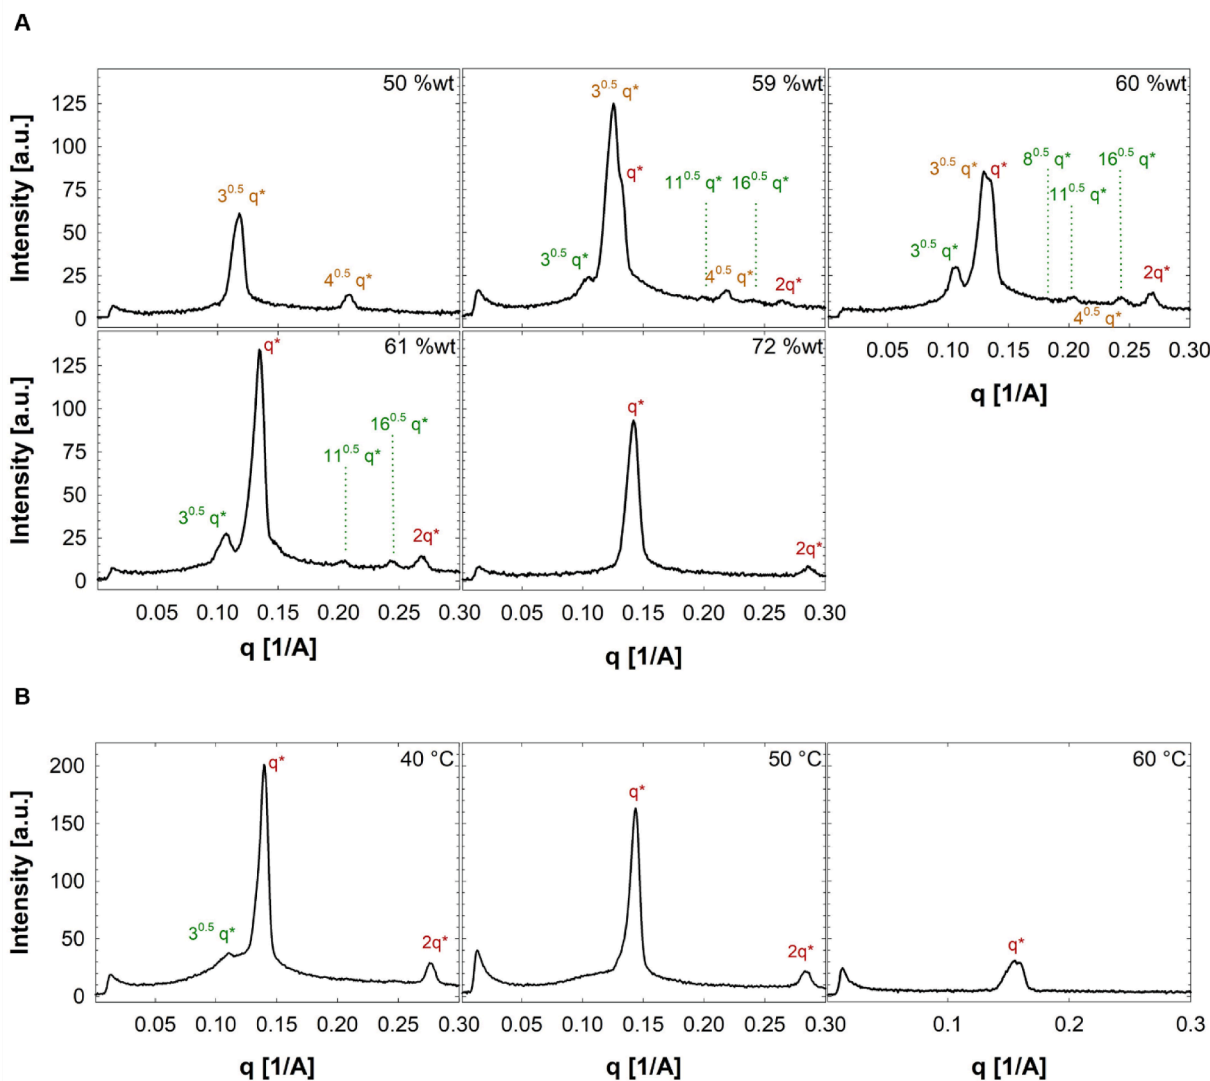 A
50 %wt
59 %wt
60 %wt
Intensity [a.u.]
125
100
75
50
25
0
3^0.5 q*
4^0.5 q*
3^0.5 q*
3^0.5 q*
q*
11^0.5 q*
16^0.5 q*
4^0.5 q*
2q*
3^0.5 q*
3^0.5 q*
q*
8^0.5 q*
11^0.5 q*
16^0.5 q*
4^0.5 q*
2q*
0.05 0.10 0.15 0.20 0.25 0.30
q [1/A]
61 %wt
72 %wt
Intensity [a.u.]
125
100
75
50
25
0
3^0.5 q*
q*
11^0.5 q*
16^0.5 q*
2q*
q*
2q*
0.05 0.10 0.15 0.20 0.25 0.30
0.05 0.10 0.15 0.20 0.25 0.30
q [1/A]
q [1/A]
B
40 °C
50 °C
60 °C
Intensity [a.u.]
200
150
100
50
0
3^0.5 q*
q*
2q*
q*
2q*
q*
0.05 0.10 0.15 0.20 0.25 0.30
0.05 0.10 0.15 0.20 0.25 0.30
0.1 0.2 0.3
q [1/A]
q [1/A]
q [1/A]